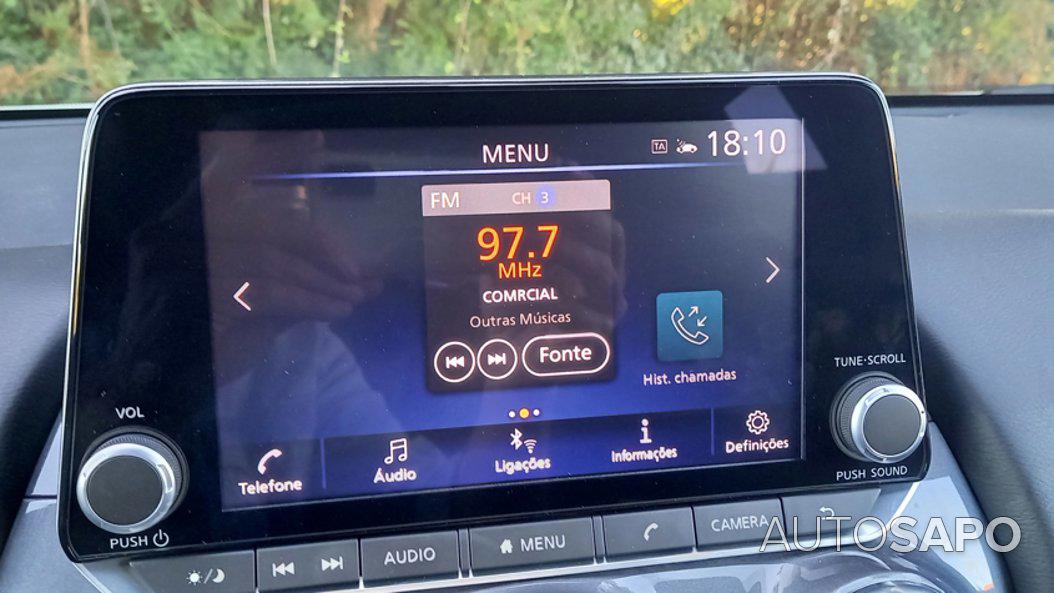 MENU
TA
18:10
FM CH 3
97.7
MHz
COMRCIAL
Outras Músicas
Fonte
Hist. chamadas
Telefone
Áudio
Ligações
Informações
Definições
VOL
PUSH
TUNE·SCROLL
PUSH SOUND
AUDIO
MENU
CAMERA
AUTOSAPO